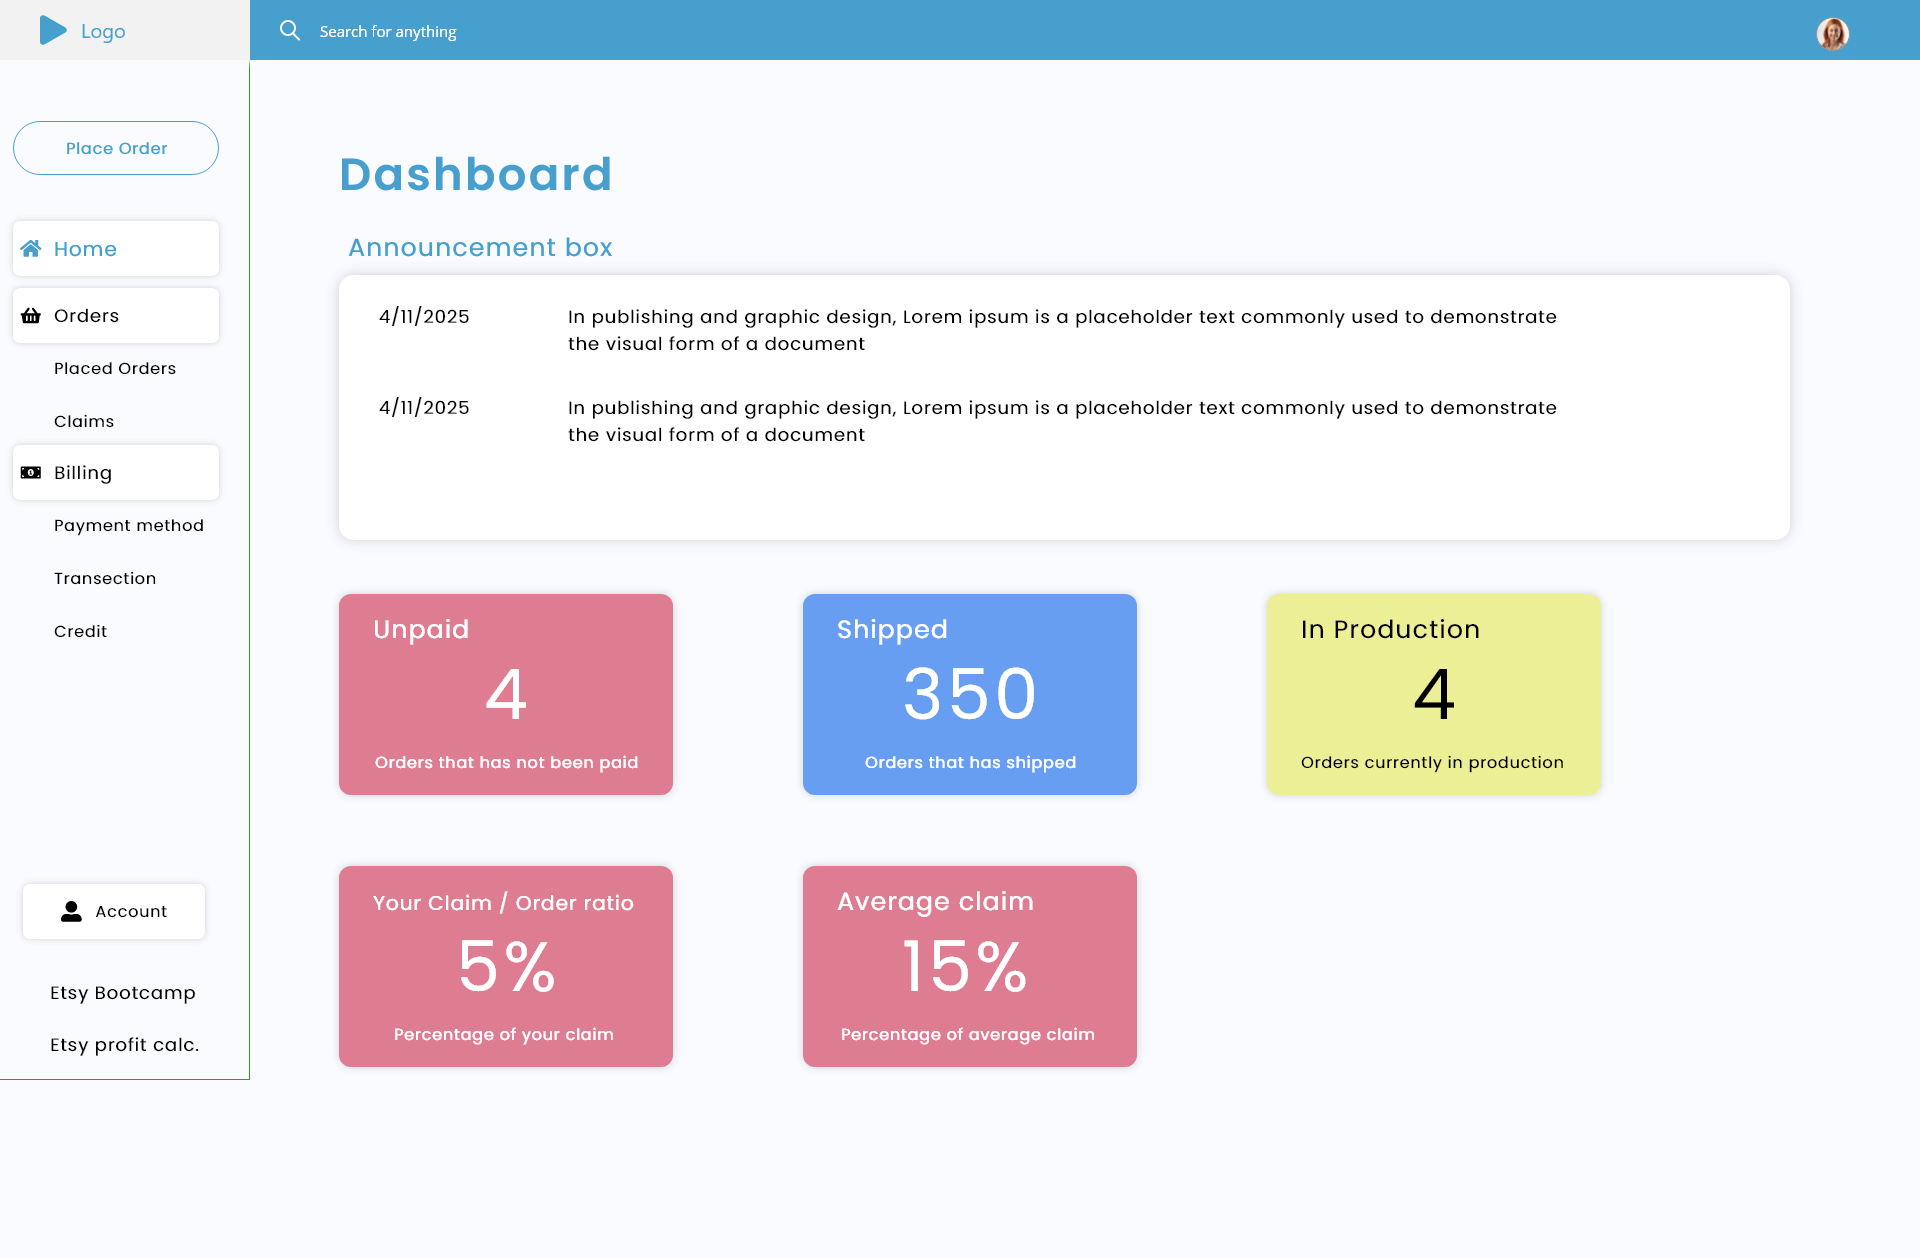 Logo
Search for anything
Place Order
Home
Orders
Placed Orders
Claims
Billing
Payment method
Transection
Credit
Account
Etsy Bootcamp
Etsy profit calc.
Dashboard
Announcement box
4/11/2025
In publishing and graphic design, Lorem ipsum is a placeholder text commonly used to demonstrate
the visual form of a document
4/11/2025
In publishing and graphic design, Lorem ipsum is a placeholder text commonly used to demonstrate
the visual form of a document
Unpaid
4
Orders that has not been paid
Shipped
350
Orders that has shipped
In Production
4
Orders currently in production
Your Claim / Order ratio
5%
Percentage of your claim
Average claim
15%
Percentage of average claim